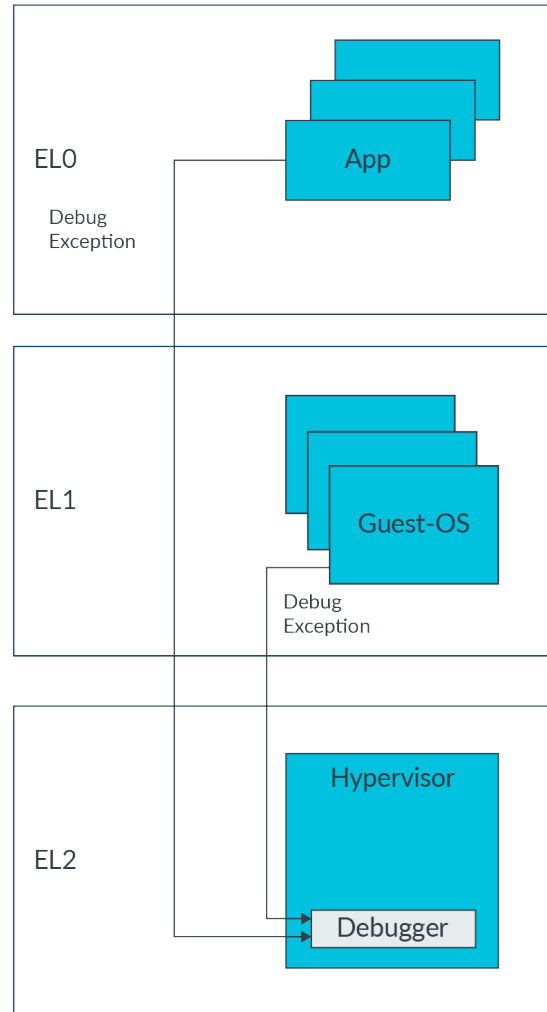 EL0
App
Debug
Exception
EL1
Guest-OS
Debug
Exception
EL2
Hypervisor
Debugger